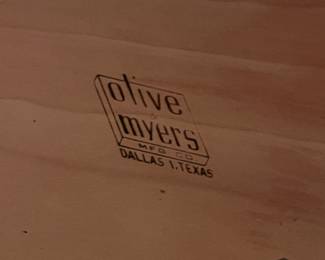 olive
myers
MFG CO
DALLAS 1, TEXAS